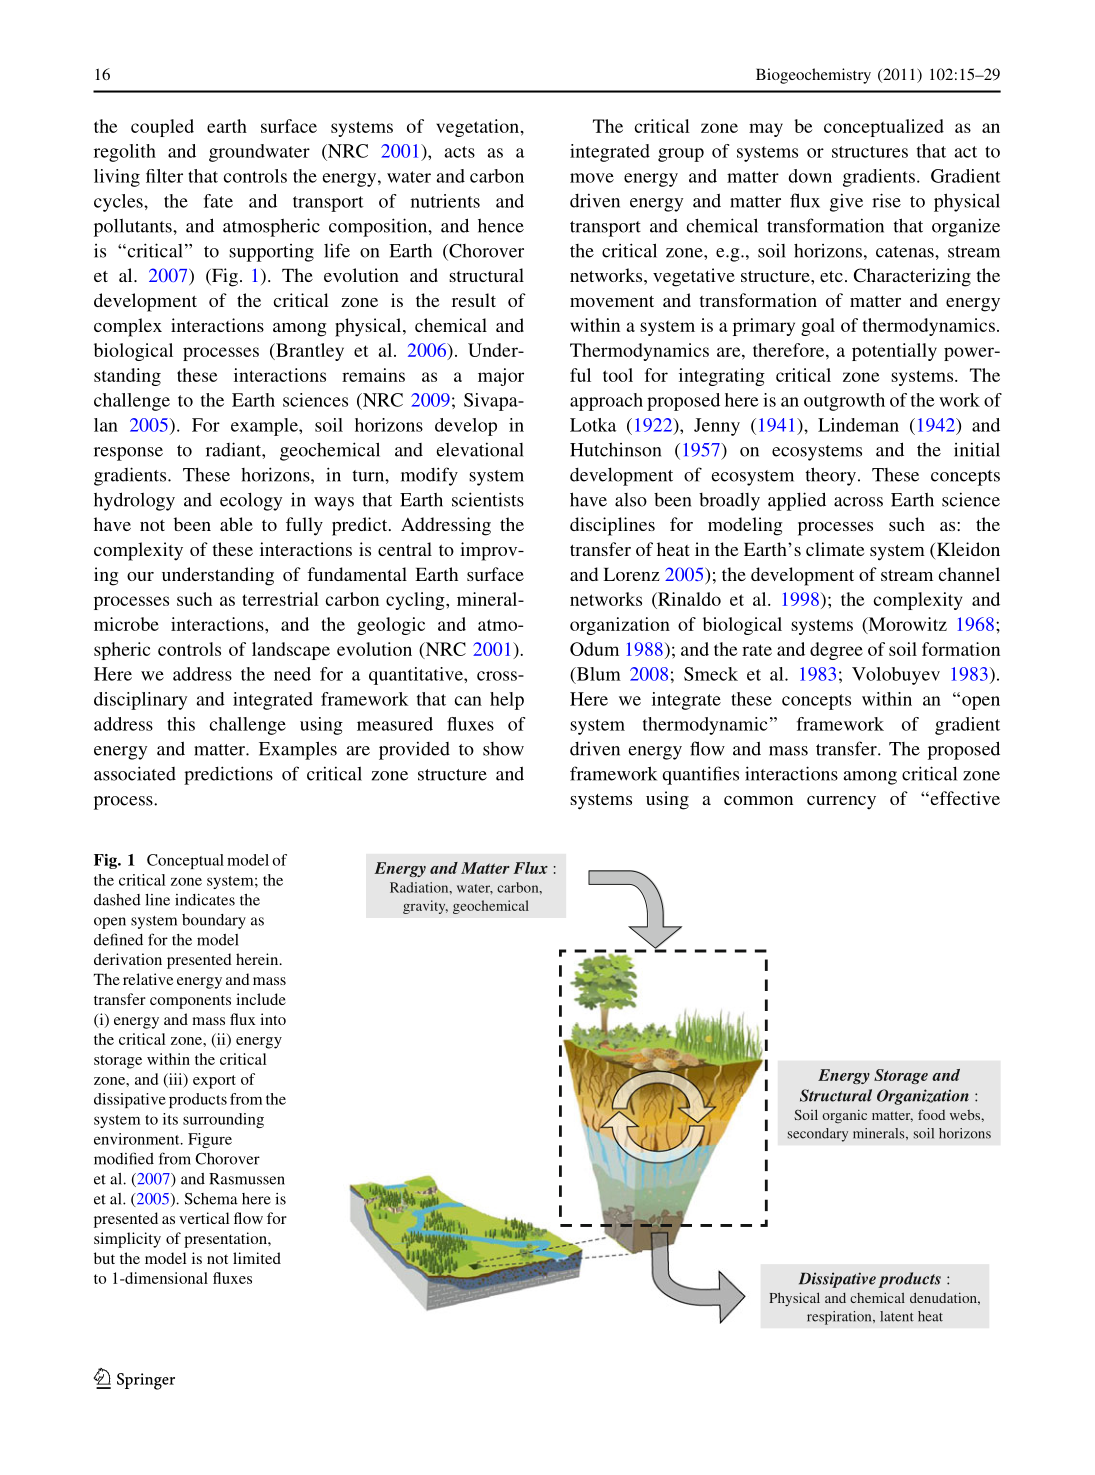 16
Biogeochemistry (2011) 102:15–29
the coupled earth surface systems of vegetation,
regolith and groundwater (NRC 2001), acts as a
living filter that controls the energy, water and carbon
cycles, the fate and transport of nutrients and
pollutants, and atmospheric composition, and hence
is “critical” to supporting life on Earth (Chorover
et al. 2007) (Fig. 1). The evolution and structural
development of the critical zone is the result of
complex interactions among physical, chemical and
biological processes (Brantley et al. 2006). Under-
standing these interactions remains as a major
challenge to the Earth sciences (NRC 2009; Sivapa-
lan 2005). For example, soil horizons develop in
response to radiant, geochemical and elevational
gradients. These horizons, in turn, modify system
hydrology and ecology in ways that Earth scientists
have not been able to fully predict. Addressing the
complexity of these interactions is central to improv-
ing our understanding of fundamental Earth surface
processes such as terrestrial carbon cycling, mineral-
microbe interactions, and the geologic and atmo-
spheric controls of landscape evolution (NRC 2001).
Here we address the need for a quantitative, cross-
disciplinary and integrated framework that can help
address this challenge using measured fluxes of
energy and matter. Examples are provided to show
associated predictions of critical zone structure and
process.
The critical zone may be conceptualized as an
integrated group of systems or structures that act to
move energy and matter down gradients. Gradient
driven energy and matter flux give rise to physical
transport and chemical transformation that organize
the critical zone, e.g., soil horizons, catenas, stream
networks, vegetative structure, etc. Characterizing the
movement and transformation of matter and energy
within a system is a primary goal of thermodynamics.
Thermodynamics are, therefore, a potentially power-
ful tool for integrating critical zone systems. The
approach proposed here is an outgrowth of the work of
Lotka (1922), Jenny (1941), Lindeman (1942) and
Hutchinson (1957) on ecosystems and the initial
development of ecosystem theory. These concepts
have also been broadly applied across Earth science
disciplines for modeling processes such as: the
transfer of heat in the Earth’s climate system (Kleidon
and Lorenz 2005); the development of stream channel
networks (Rinaldo et al. 1998); the complexity and
organization of biological systems (Morowitz 1968;
Odum 1988); and the rate and degree of soil formation
(Blum 2008; Smeck et al. 1983; Volobuyev 1983).
Here we integrate these concepts within an “open
system thermodynamic” framework of gradient
driven energy flow and mass transfer. The proposed
framework quantifies interactions among critical zone
systems using a common currency of “effective
Fig. 1 Conceptual model of
the critical zone system; the
dashed line indicates the
open system boundary as
defined for the model
derivation presented herein.
The relative energy and mass
transfer components include
(i) energy and mass flux into
the critical zone, (ii) energy
storage within the critical
zone, and (iii) export of
dissipative products from the
system to its surrounding
environment. Figure
modified from Chorover
et al. (2007) and Rasmussen
et al. (2005). Schema here is
presented as vertical flow for
simplicity of presentation,
but the model is not limited
to 1-dimensional fluxes
Energy and Matter Flux :
Radiation, water, carbon,
gravity, geochemical
Energy Storage and
Structural Organization :
Soil organic matter, food webs,
secondary minerals, soil horizons
Dissipative products :
Physical and chemical denudation,
respiration, latent heat
Springer